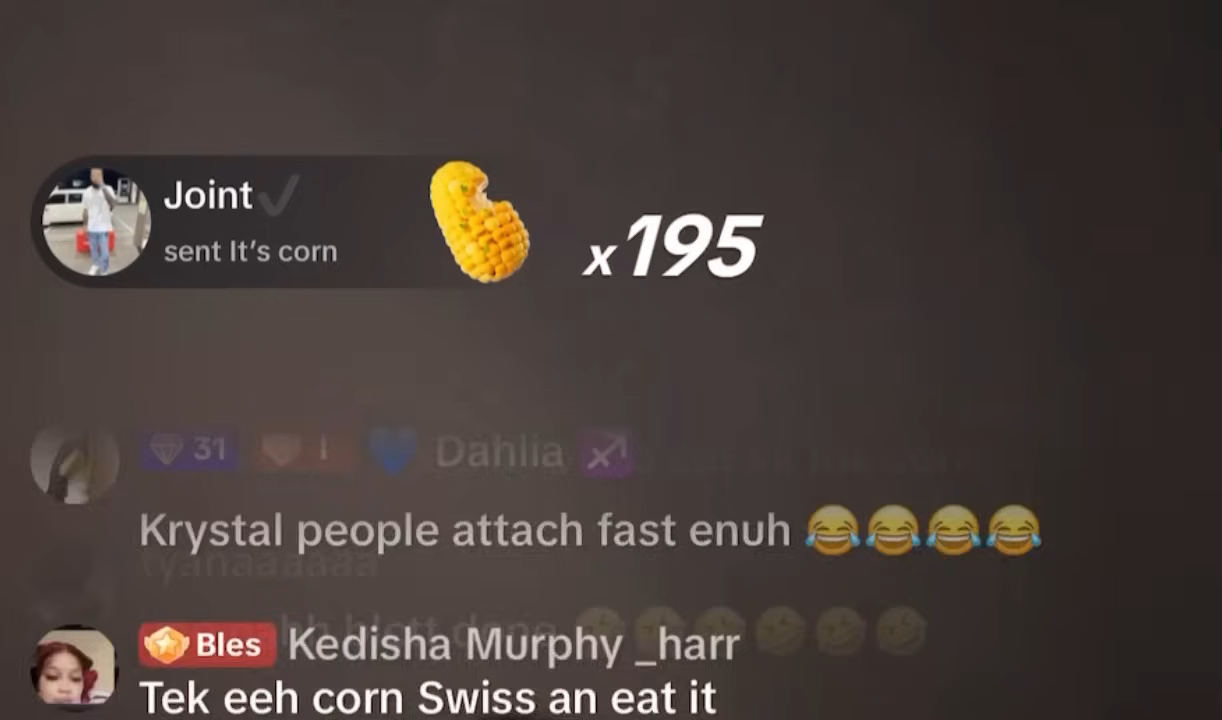 Joint ✓
sent It's corn
x195
31 I 💙 Dahlia ♐
Krystal people attach fast enuh 😂😂😂😂
Bles Kedisha Murphy _harr
Tek eeh corn Swiss an eat it